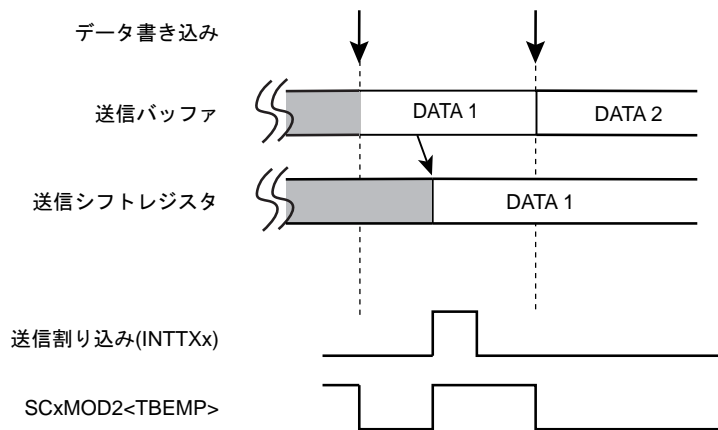 データ書き込み
送信バッファ
DATA 1
DATA 2
送信シフトレジスタ
DATA 1
送信割り込み(INTTXx)
SCxMOD2<TBEMP>